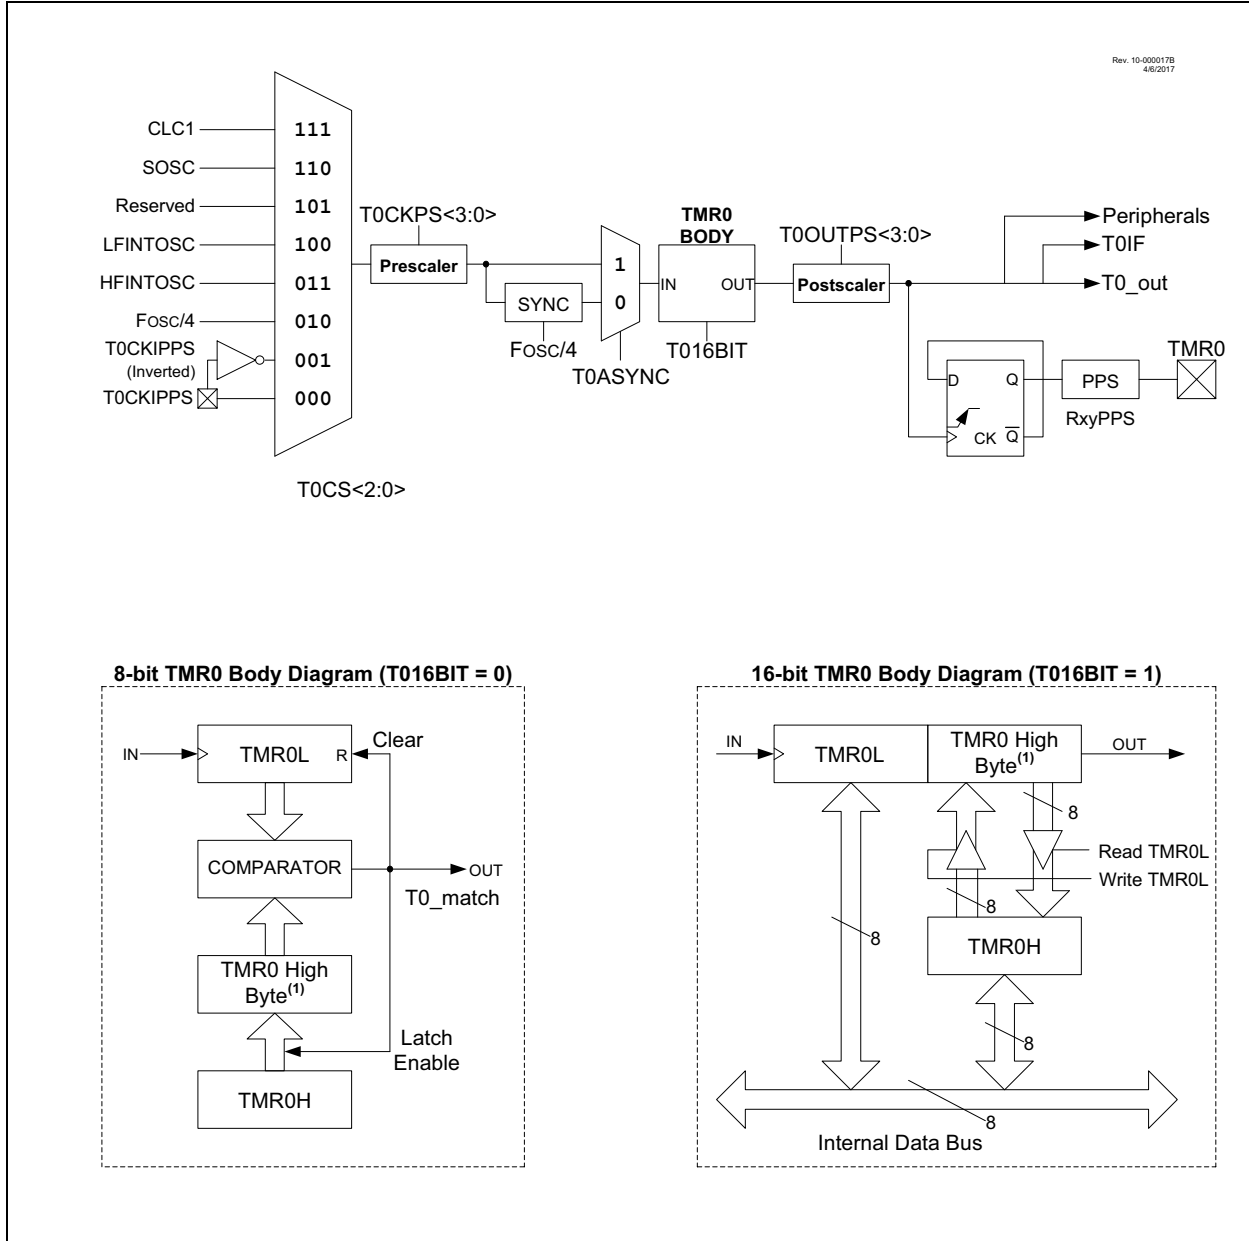 Rev. 10-000017B
4/6/2017
CLC1
111
SOSC
110
Reserved
101
LFINTOSC
100
HFINTOSC
011
FOSC/4
010
T0CKIPPS
(Inverted)
001
T0CKIPPS
000
T0CS<2:0>
T0CKPS<3:0>
Prescaler
SYNC
FOSC/4
1
0
T0ASYNC
TMR0
BODY
IN
OUT
T016BIT
T0OUTPS<3:0>
Postscaler
Peripherals
T0IF
T0_out
D
Q
CK
Q
PPS
RxyPPS
TMR0
8-bit TMR0 Body Diagram (T016BIT = 0)
IN
TMR0L
R
Clear
COMPARATOR
OUT
T0_match
TMR0 High
Byte(1)
Latch
Enable
TMR0H
16-bit TMR0 Body Diagram (T016BIT = 1)
IN
TMR0L
TMR0 High
Byte(1)
OUT
8
Read TMR0L
Write TMR0L
8
8
TMR0H
8
8
Internal Data Bus